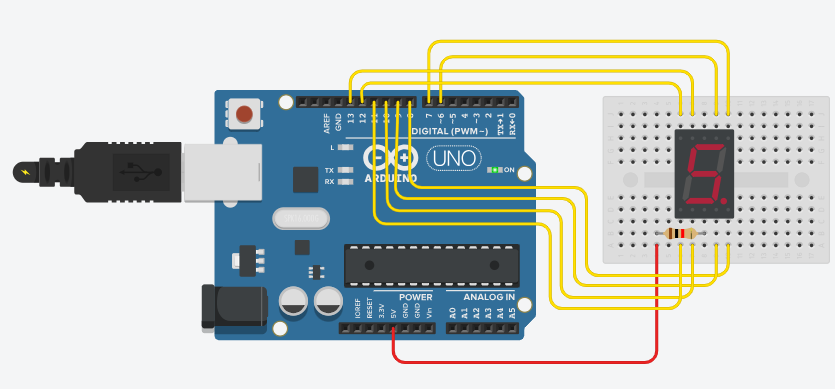 AREF
GND
13
12
11
10
9
8
7
~6
~5
4
~3
2
TX→1
RX←0
DIGITAL (PWM~)
L
TX
RX
ARDUINO
UNO
ON
POWER
ANALOG IN
IOREF
RESET
3.3V
5V
GND
GND
Vin
A0
A1
A2
A3
A4
A5